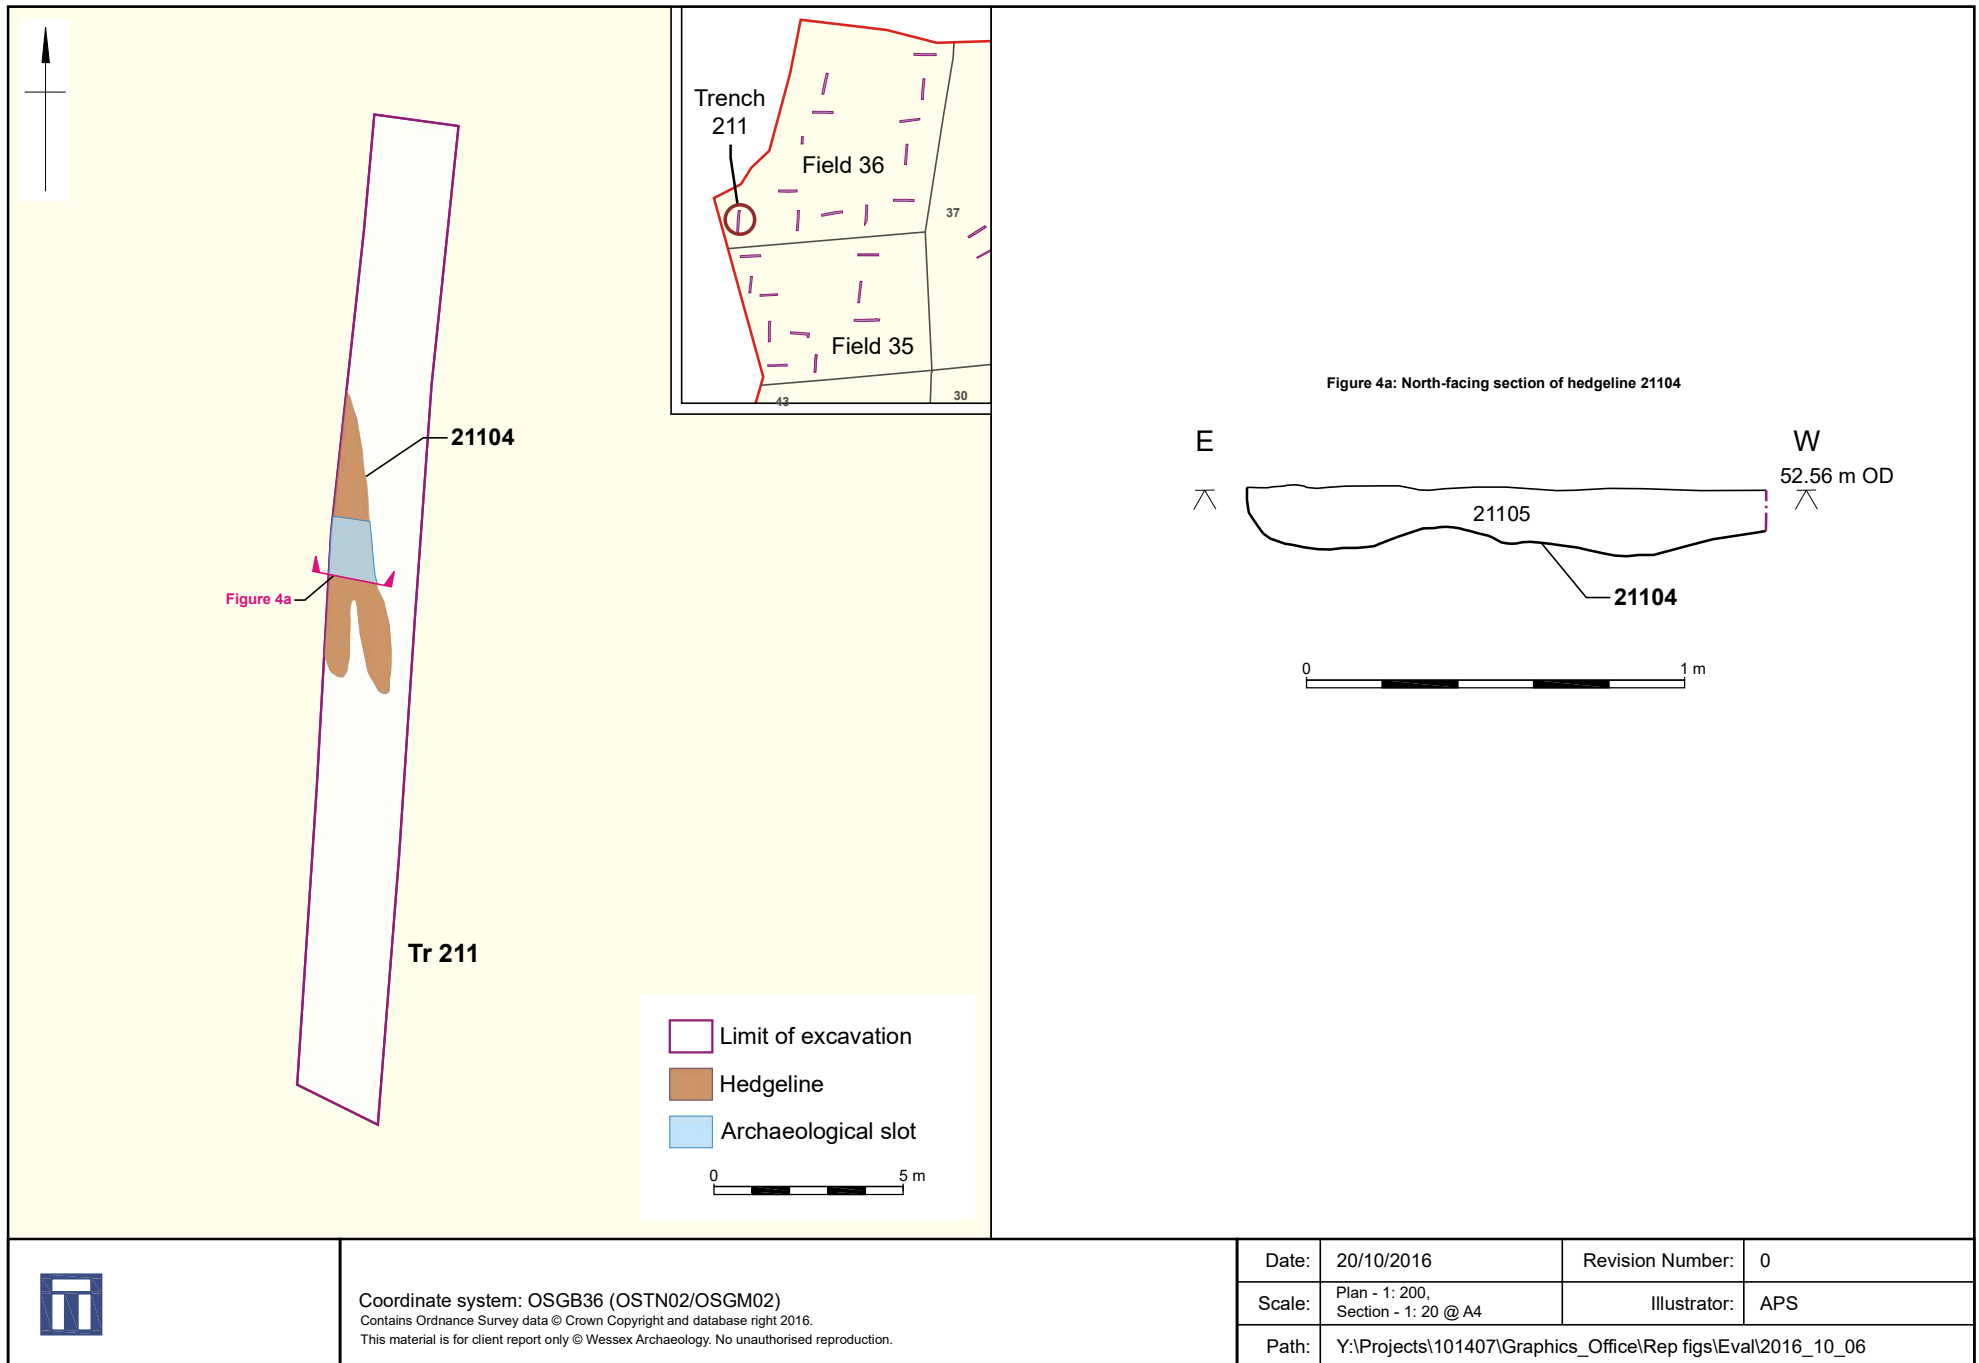 Trench
211
Field 36
37
Field 35
43
30
21104
Figure 4a
Tr 211
Limit of excavation
Hedgeline
Archaeological slot
0 5 m
Figure 4a: North-facing section of hedgeline 21104
E W
52.56 m OD
21105
21104
0 1 m
Coordinate system: OSGB36 (OSTN02/OSGM02)
Contains Ordnance Survey data © Crown Copyright and database right 2016.
This material is for client report only © Wessex Archaeology. No unauthorised reproduction.
Date: 20/10/2016 Revision Number: 0
Scale: Plan - 1: 200,
Section - 1: 20 @ A4 Illustrator: APS
Path: Y:\Projects\101407\Graphics_Office\Rep figs\Eval\2016_10_06